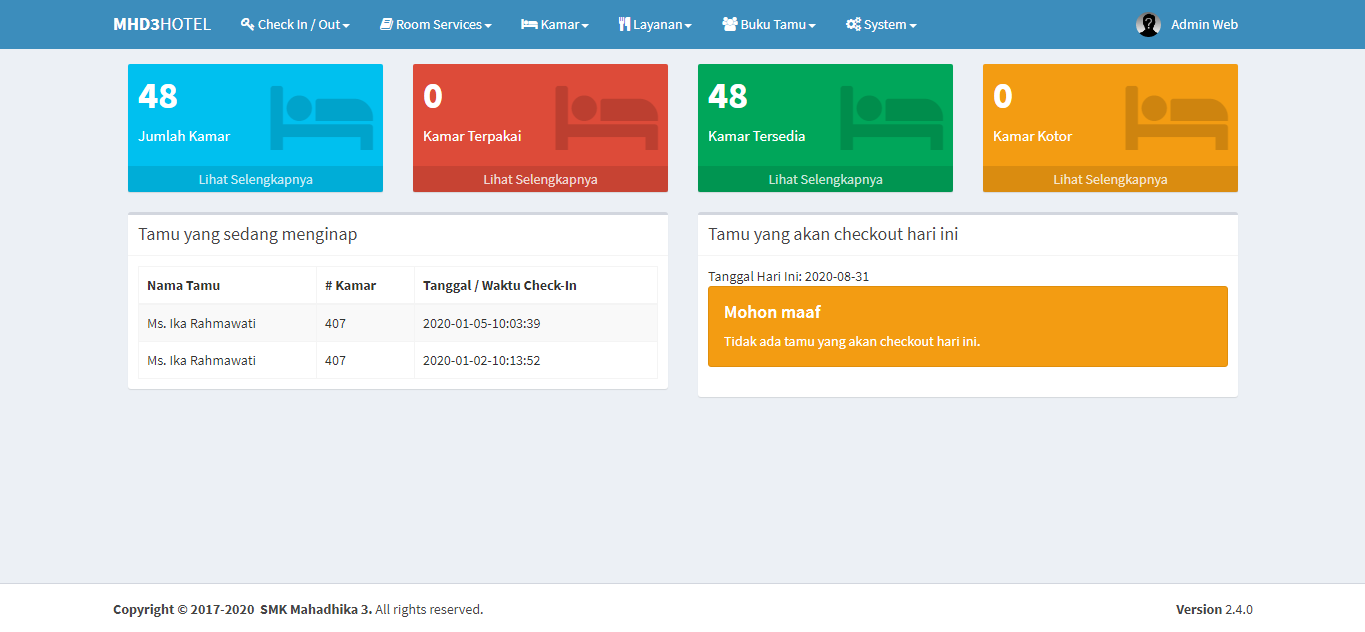 MHD3HOTEL Check In / Out Room Services Kamar Layanan Buku Tamu System Admin Web
48
Jumlah Kamar
Lihat Selengkapnya
0
Kamar Terpakai
Lihat Selengkapnya
48
Kamar Tersedia
Lihat Selengkapnya
0
Kamar Kotor
Lihat Selengkapnya
Tamu yang sedang menginap
Nama Tamu # Kamar Tanggal / Waktu Check-In
Ms. Ika Rahmawati 407 2020-01-05-10:03:39
Ms. Ika Rahmawati 407 2020-01-02-10:13:52
Tamu yang akan checkout hari ini
Tanggal Hari Ini: 2020-08-31
Mohon maaf
Tidak ada tamu yang akan checkout hari ini.
Copyright © 2017-2020 SMK Mahadhika 3. All rights reserved.
Version 2.4.0